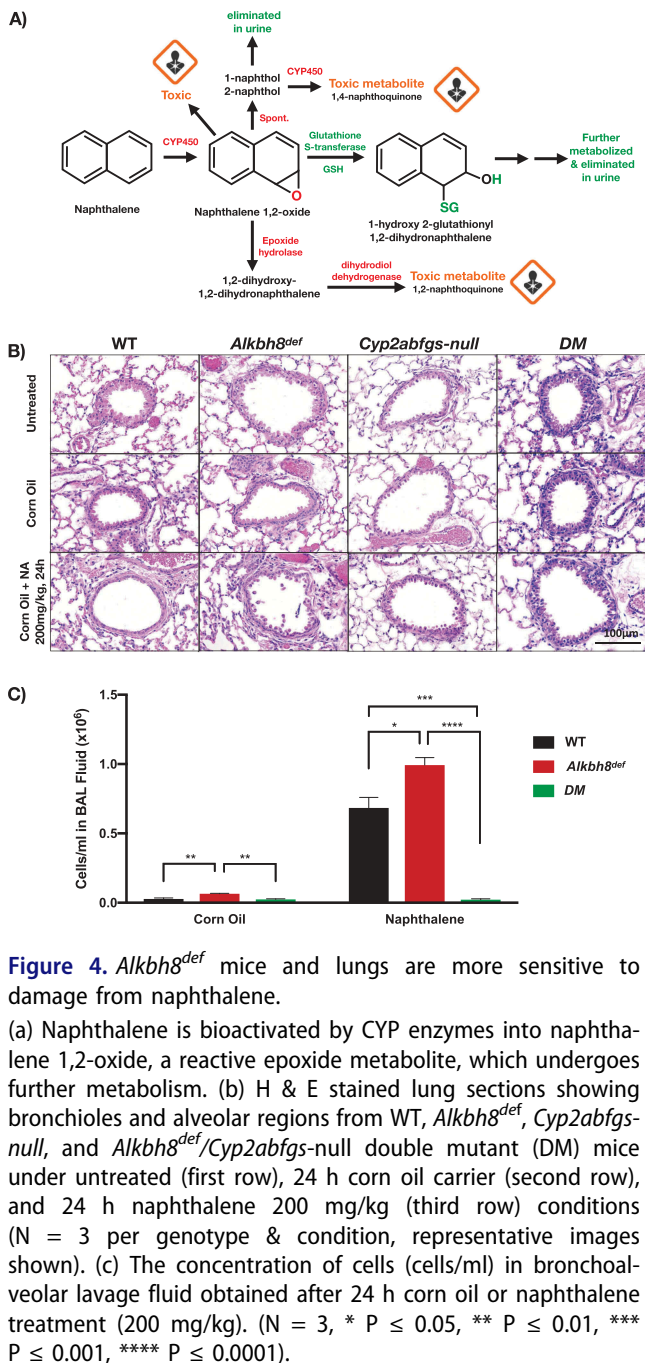 A)
eliminated
in urine
1-naphthol
2-naphthol
CYP450
Toxic metabolite
1,4-naphthoquinone
Toxic
Spont.
CYP450
Glutathione
S-transferase
GSH
Further
metabolized
& eliminated
in urine
O
OH
SG
Naphthalene
Naphthalene 1,2-oxide
1-hydroxy 2-glutathionyl
1,2-dihydronaphthalene
Epoxide
hydrolase
1,2-dihydroxy-
1,2-dihydronaphthalene
dihydrodiol
dehydrogenase
Toxic metabolite
1,2-naphthoquinone
B)
WT Alkbh8def Cyp2abfgs-null DM
Untreated
Corn Oil
Corn Oil + NA
200mg/kg, 24h
100µm
C)
Cells/ml in BAL Fluid (x10⁶)
1.5
1.0
0.5
0.0
** **
* ****
***
Corn Oil Naphthalene
WT
Alkbh8def
DM
Figure 4. Alkbh8def mice and lungs are more sensitive to
damage from naphthalene.
(a) Naphthalene is bioactivated by CYP enzymes into naphtha-
lene 1,2-oxide, a reactive epoxide metabolite, which undergoes
further metabolism. (b) H & E stained lung sections showing
bronchioles and alveolar regions from WT, Alkbh8def, Cyp2abfgs-
null, and Alkbh8def/Cyp2abfgs-null double mutant (DM) mice
under untreated (first row), 24 h corn oil carrier (second row),
and 24 h naphthalene 200 mg/kg (third row) conditions
(N = 3 per genotype & condition, representative images
shown). (c) The concentration of cells (cells/ml) in bronchoal-
veolar lavage fluid obtained after 24 h corn oil or naphthalene
treatment (200 mg/kg). (N = 3, * P ≤ 0.05, ** P ≤ 0.01, ***
P ≤ 0.001, **** P ≤ 0.0001).